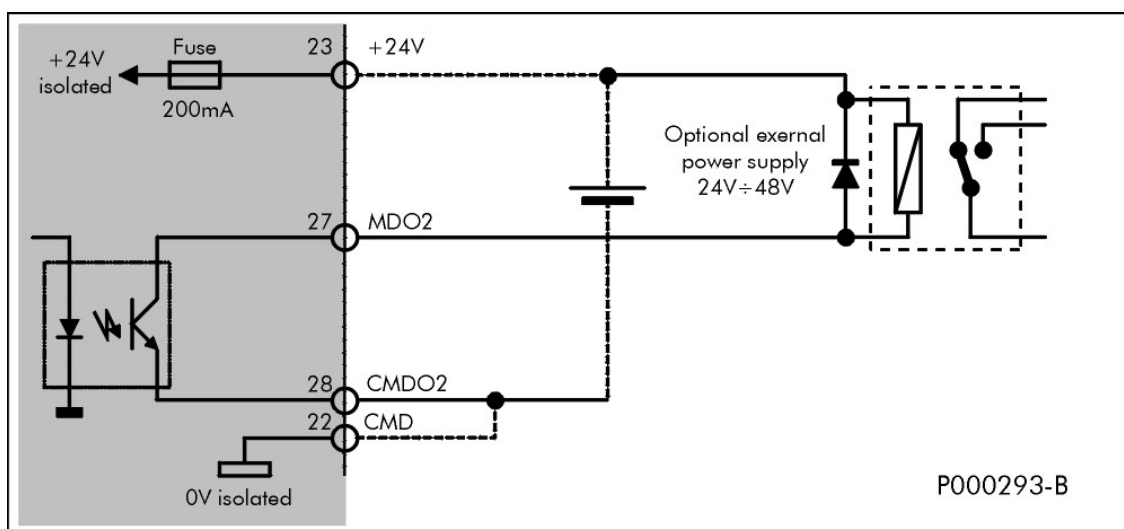 Fuse
23
+24V
+24V
isolated
200mA
Optional exernal
power supply
24V÷48V
27
MDO2
28
CMDO2
22
CMD
0V isolated
P000293-B